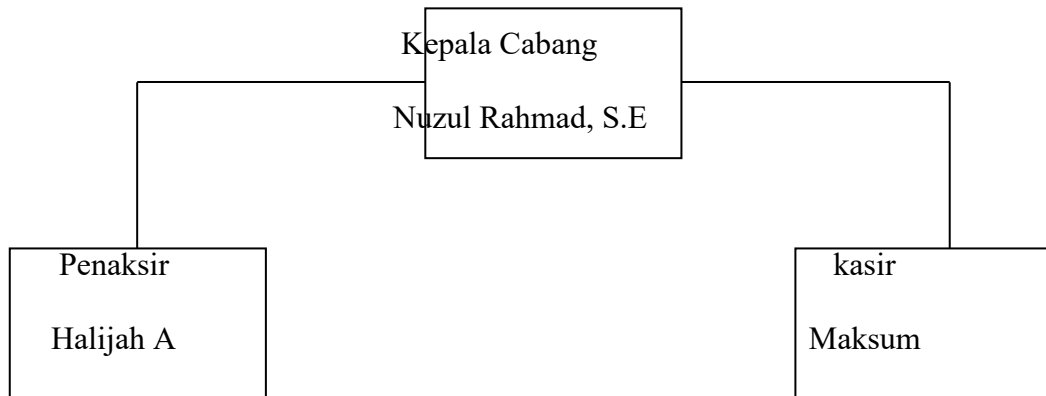 Kepala Cabang
Nuzul Rahmad, S.E
Penaksir
Halijah A
kasir
Maksum